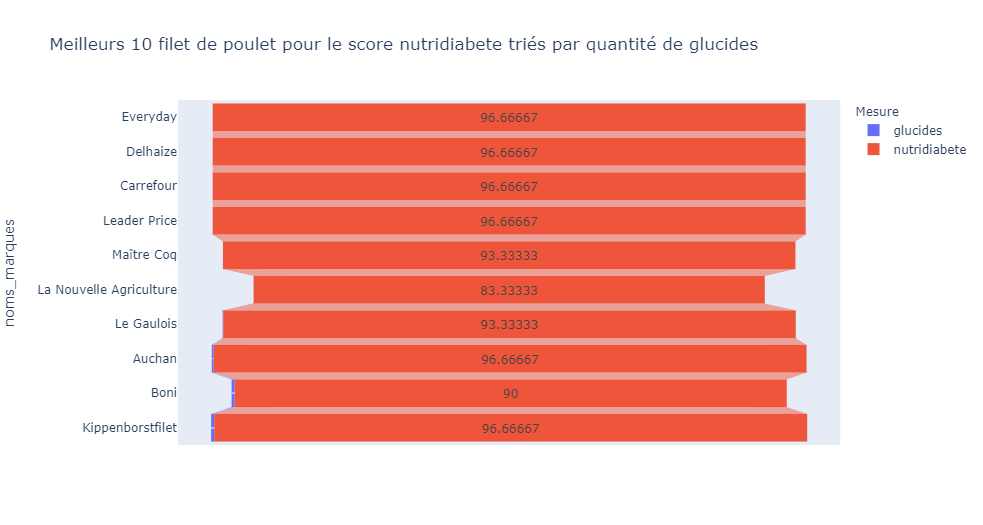 Meilleurs 10 filet de poulet pour le score nutridiabete triés par quantité de glucides
noms_marques
Everyday
96.66667
Delhaize
96.66667
Carrefour
96.66667
Leader Price
96.66667
Maître Coq
93.33333
La Nouvelle Agriculture
83.33333
Le Gaulois
93.33333
Auchan
96.66667
Boni
90
Kippenborstfilet
96.66667
Mesure
glucides
nutridiabete